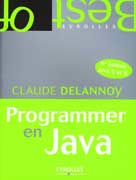 Best of
EYROLLES
CLAUDE DELANNOY
Programmer
en Java
EYROLLES